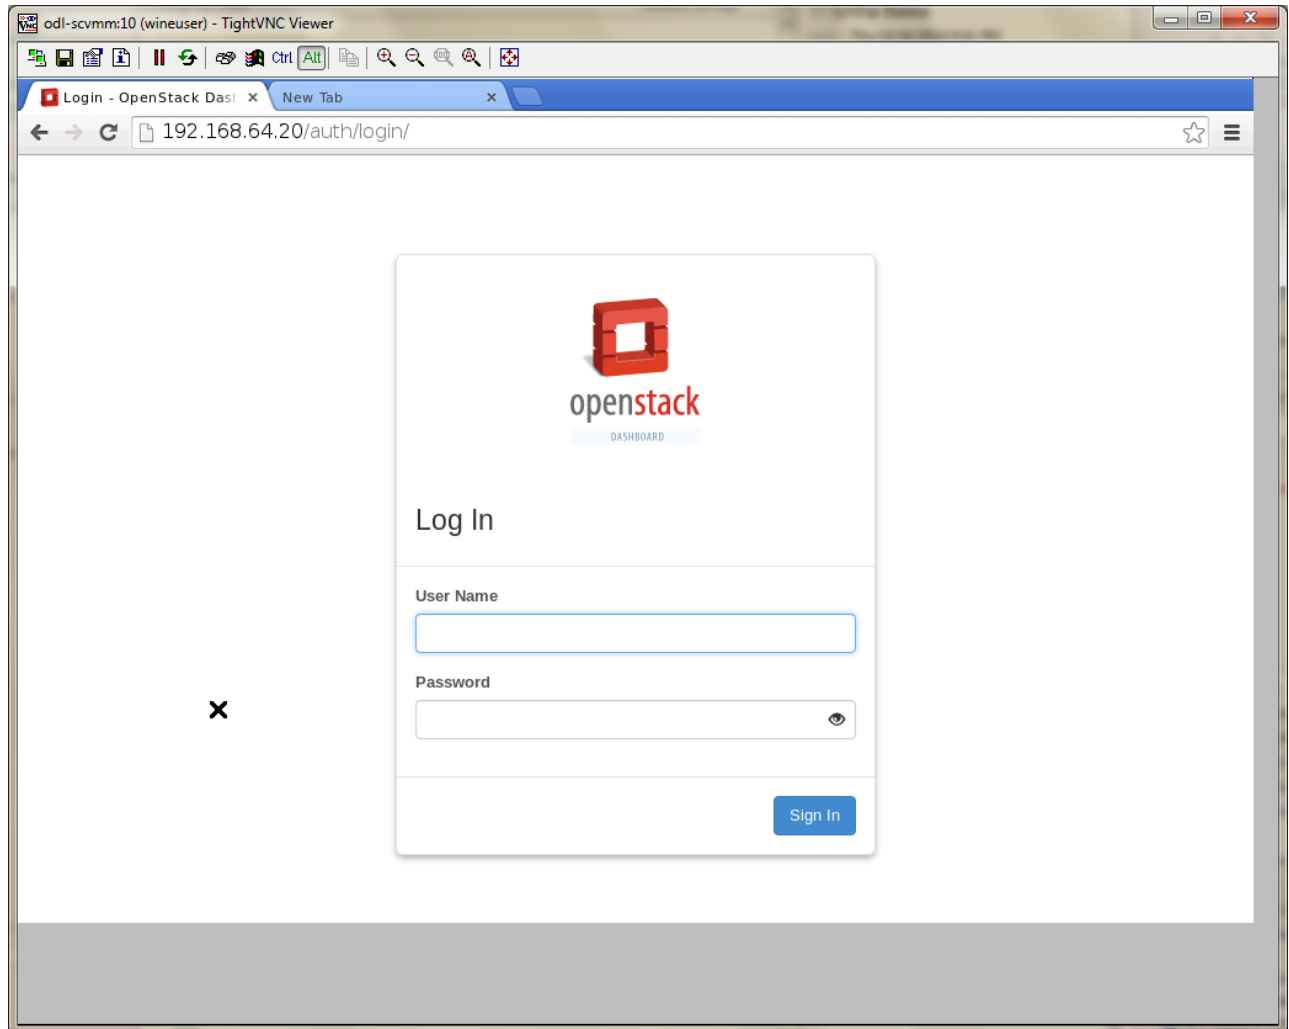 odl-scvmm:10 (wineuser) - TightVNC Viewer
Ctrl Alt
Login - OpenStack Das
New Tab
192.168.64.20/auth/login/
openstack
DASHBOARD
Log In
User Name
Password
Sign In